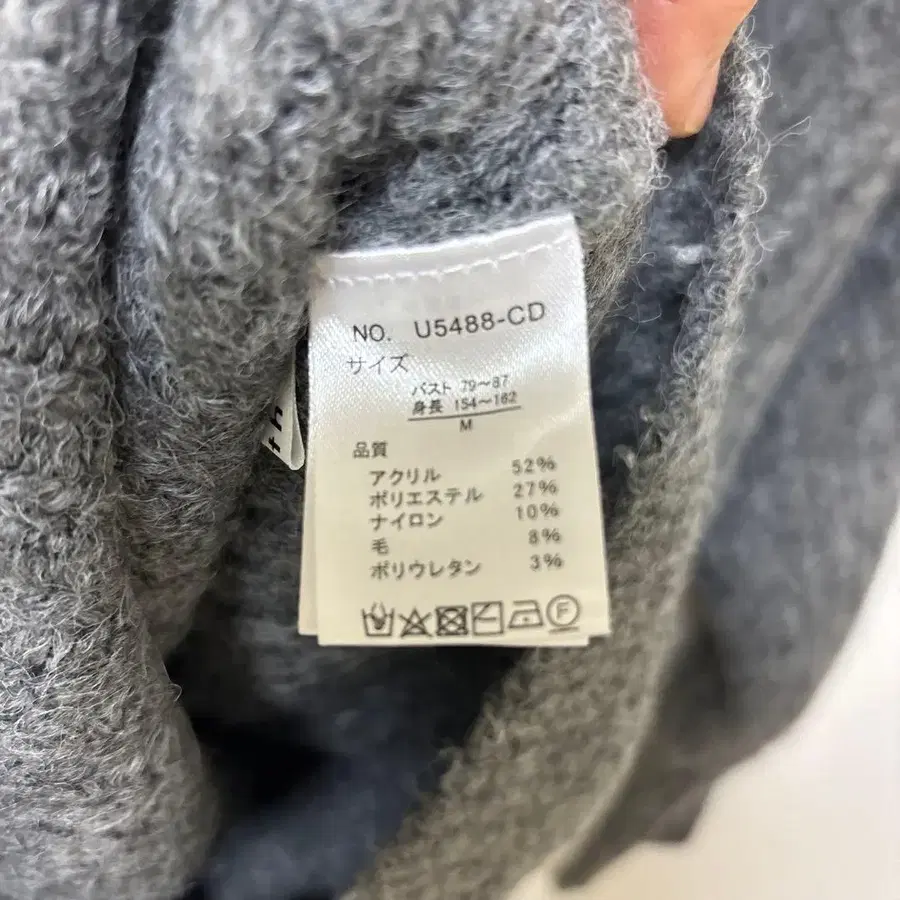 NO. U5488-CD
サイズ
バスト 79〜87
身長 154〜162
M
品質
アクリル 52%
ポリエステル 27%
ナイロン 10%
毛 8%
ポリウレタン 3%
F
th